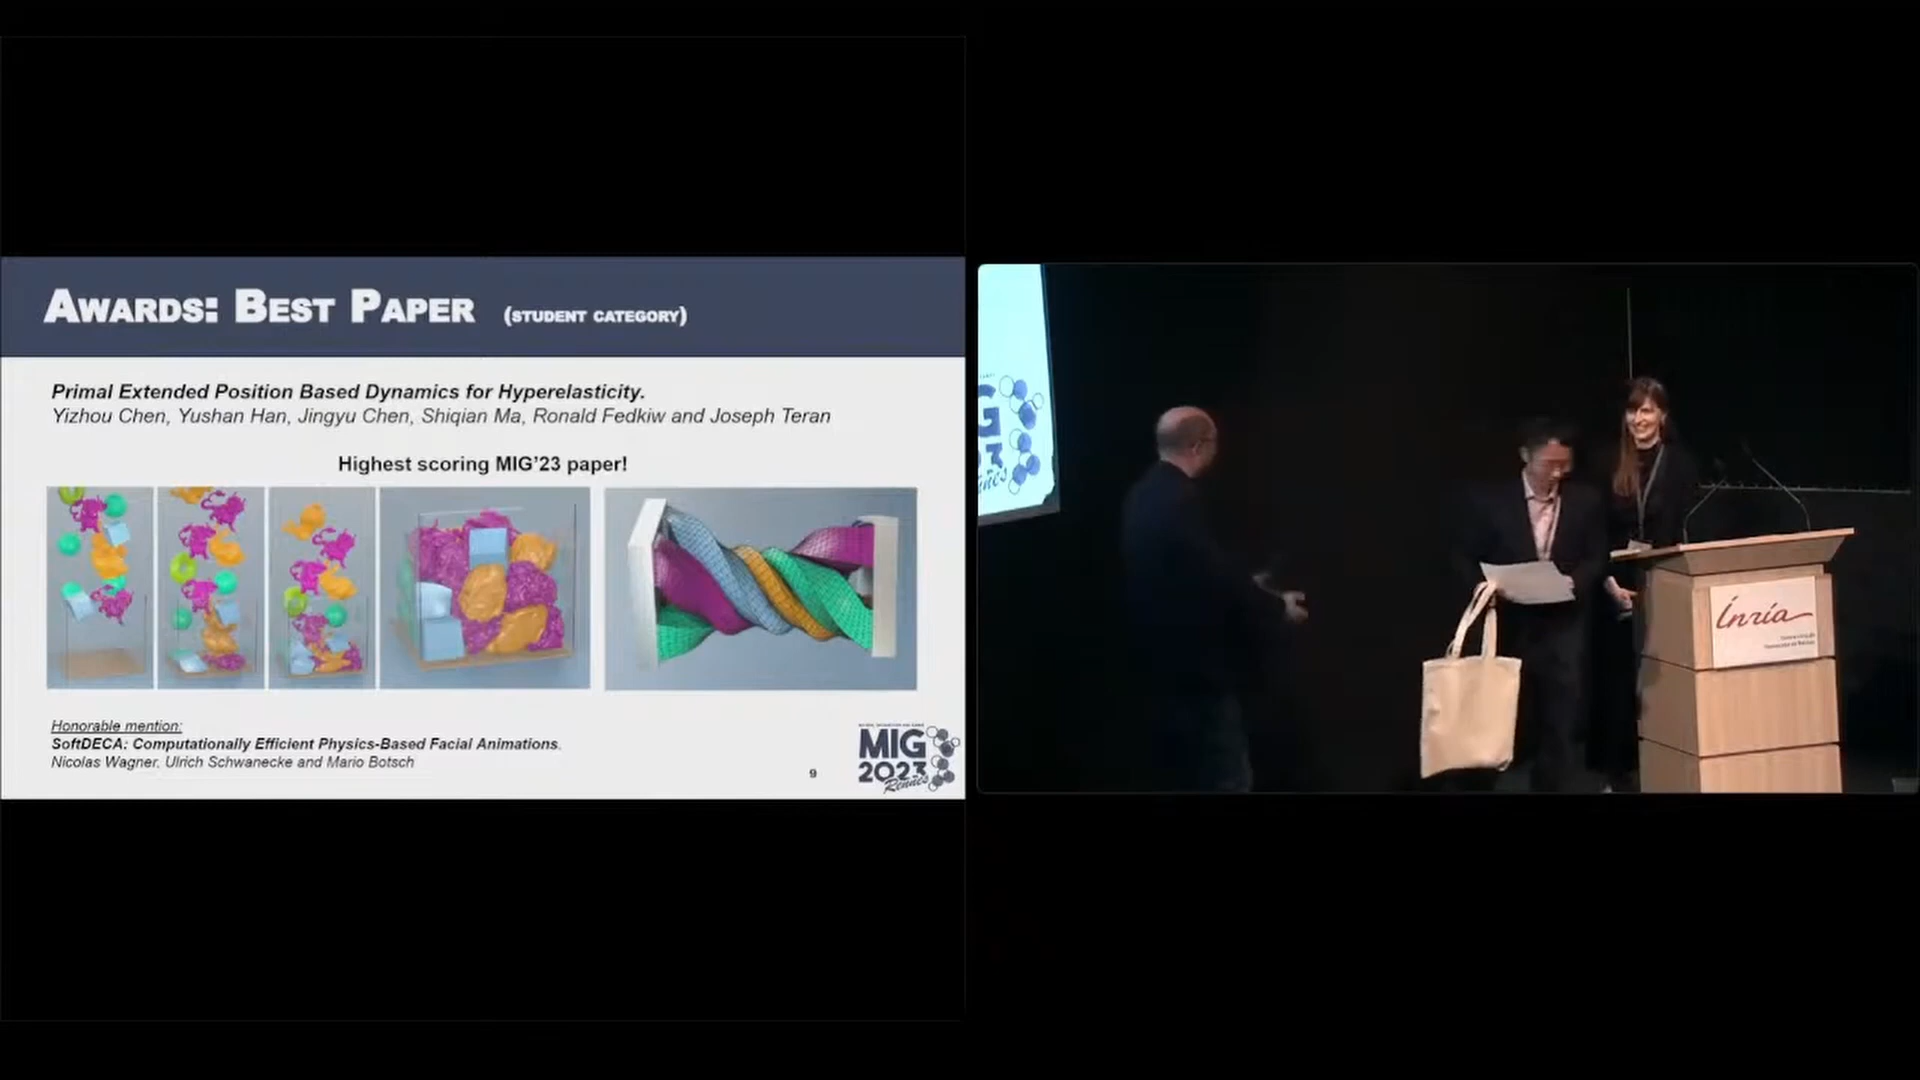 AWARDS: BEST PAPER (STUDENT CATEGORY)
Primal Extended Position Based Dynamics for Hyperelasticity.
Yizhou Chen, Yushan Han, Jingyu Chen, Shiqian Ma, Ronald Fedkiw and Joseph Teran
Highest scoring MIG'23 paper!
Honorable mention:
SoftDECA: Computationally Efficient Physics-Based Facial Animations.
Nicolas Wagner, Ulrich Schwanecke and Mario Botsch
9
MIG
2023
Rennes
G
23
Inria